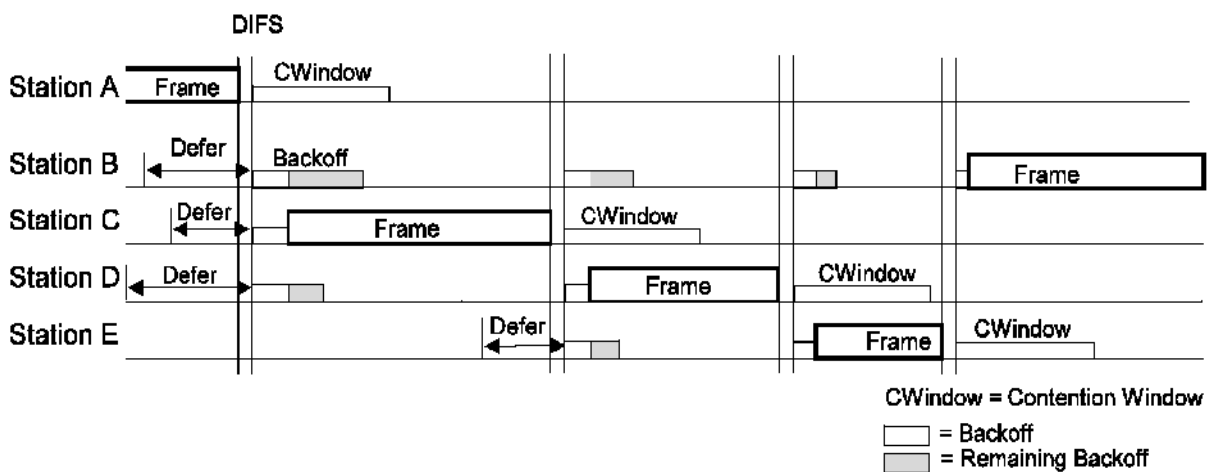 DIFS
Station A Frame CWindow
Station B Defer Backoff Frame
Station C Defer Frame CWindow
Station D Defer Frame CWindow
Station E Defer Frame CWindow
CWindow = Contention Window
= Backoff
= Remaining Backoff